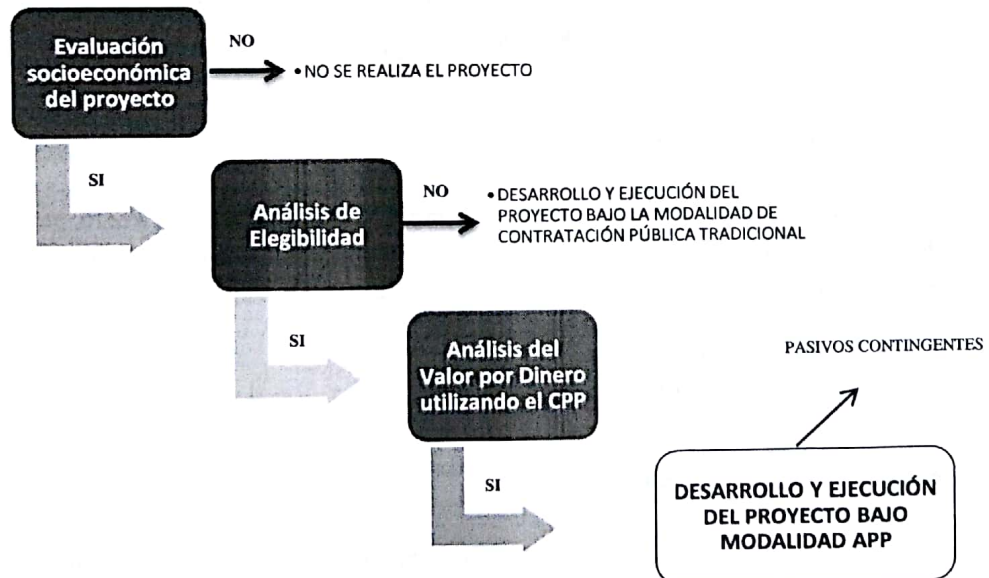 Evaluación
socioeconómica
del proyecto
NO
• NO SE REALIZA EL PROYECTO
SI
Análisis de
Elegibilidad
NO
• DESARROLLO Y EJECUCIÓN DEL
PROYECTO BAJO LA MODALIDAD DE
CONTRATACIÓN PÚBLICA TRADICIONAL
SI
Análisis del
Valor por Dinero
utilizando el CPP
PASIVOS CONTINGENTES
SI
DESARROLLO Y EJECUCIÓN
DEL PROYECTO BAJO
MODALIDAD APP